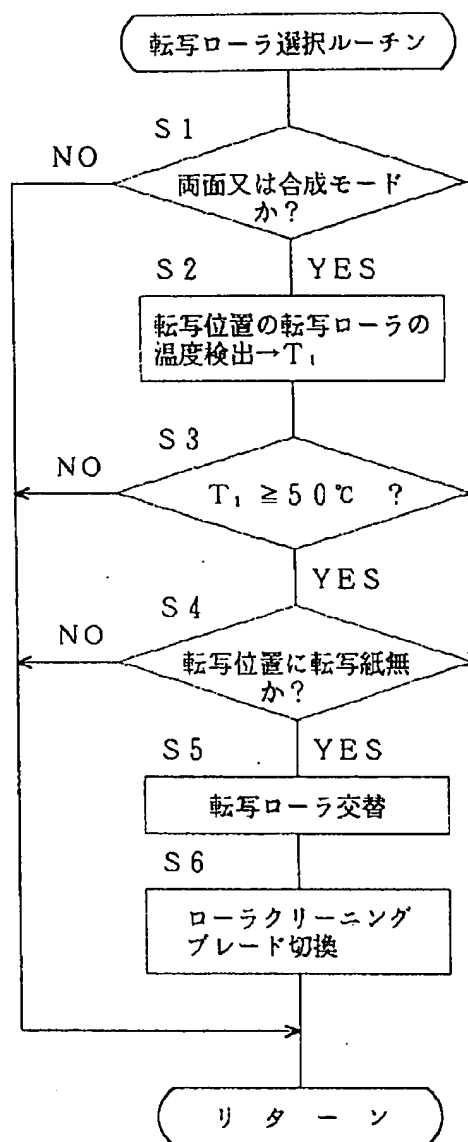 転写ローラ選択ルーチン
S1
NO
両面又は合成モード
か?
S2
YES
転写位置の転写ローラの
温度検出→T₁
S3
NO
T₁≧50℃ ?
YES
S4
NO
転写位置に転写紙無
か?
S5
YES
転写ローラ交替
S6
ローラクリーニング
ブレード切換
リターン